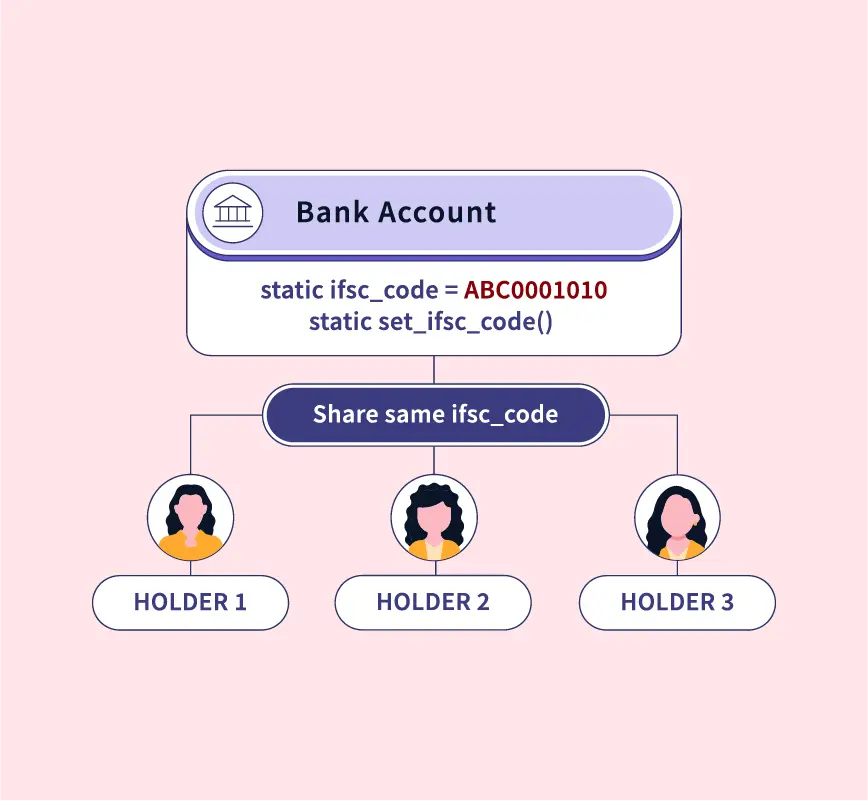 Bank Account
static ifsc_code = ABC0001010
static set_ifsc_code()
Share same ifsc_code
HOLDER 1
HOLDER 2
HOLDER 3